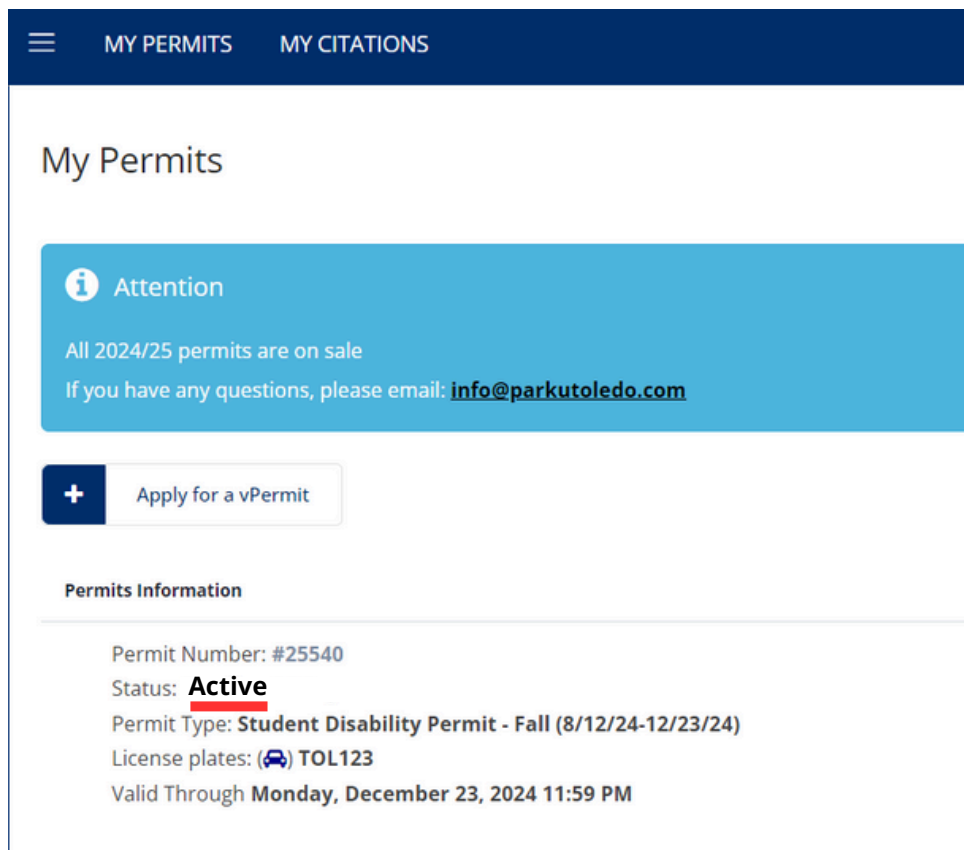 MY PERMITS MY CITATIONS
My Permits
Attention
All 2024/25 permits are on sale
If you have any questions, please email: info@parkutoledo.com
+ Apply for a vPermit
Permits Information
Permit Number: #25540
Status: Active
Permit Type: Student Disability Permit - Fall (8/12/24-12/23/24)
License plates: () TOL123
Valid Through Monday, December 23, 2024 11:59 PM